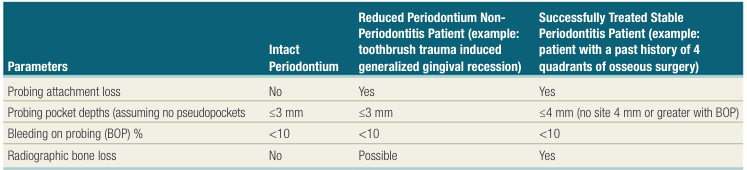 Parameters
Intact
Periodontium
Reduced Periodontium Non-
Periodontitis Patient (example:
toothbrush trauma induced
generalized gingival recession)
Successfully Treated Stable
Periodontitis Patient (example:
patient with a past history of 4
quadrants of osseous surgery)
Probing attachment loss No Yes Yes
Probing pocket depths (assuming no pseudopockets ≤3 mm ≤3 mm ≤4 mm (no site 4 mm or greater with BOP)
Bleeding on probing (BOP) % <10 <10 <10
Radiographic bone loss No Possible Yes